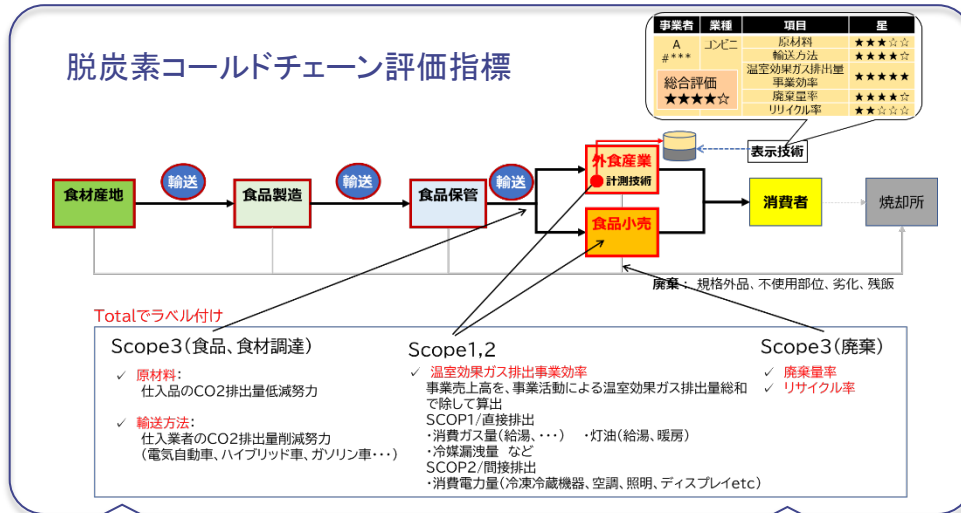 脱炭素コールドチェーン評価指標
事業者 業種 項目 星
A コンビニ 原材料 ★★★☆☆
#*** 輸送方法 ★★★★☆
温室効果ガス排出量
事業効率 ★★★★★
総合評価
★★★★☆
廃棄量率 ★★★★☆
リサイクル率 ★★☆☆☆
表示技術
食材産地
輸送
食品製造
輸送
食品保管
輸送
外食産業
計測技術
食品小売
消費者
焼却所
廃棄： 規格外品、不使用部位、劣化、残飯
Totalでラベル付け
Scope3(食品、食材調達)
✓ 原材料：
仕入品のCO2排出量低減努力
✓ 輸送方法：
仕入業者のCO2排出量削減努力
(電気自動車、ハイブリッド車、ガソリン車･･･)
Scope1,2
✓ 温室効果ガス排出事業効率
事業売上高を、事業活動による温室効果ガス排出量総和
で除して算出
SCOP1/直接排出
・消費ガス量(給湯、･･･) ・灯油(給湯、暖房)
・冷媒漏洩量 など
SCOP2/間接排出
・消費電力量(冷凍冷蔵機器、空調、照明、ディスプレイetc)
Scope3(廃棄)
✓ 廃棄量率
✓ リサイクル率